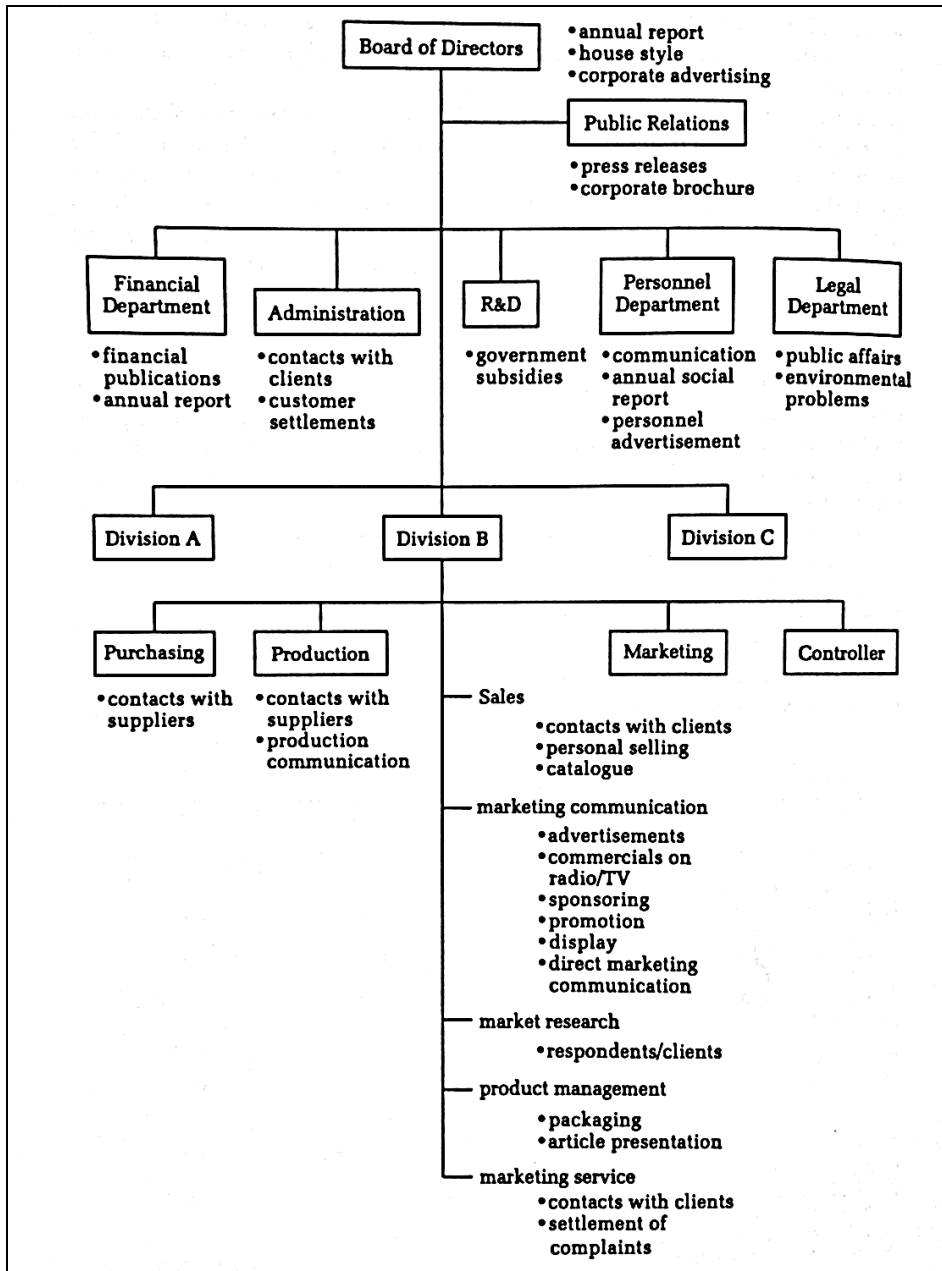 Board of Directors
•annual report
•house style
•corporate advertising
Public Relations
•press releases
•corporate brochure
Financial
Department
•financial
publications
•annual report
Administration
•contacts with
clients
•customer
settlements
R&D
•government
subsidies
Personnel
Department
•communication
•annual social
report
•personnel
advertisement
Legal
Department
•public affairs
•environmental
problems
Division A
Division B
Division C
Purchasing
•contacts with
suppliers
Production
•contacts with
suppliers
•production
communication
Marketing
Controller
Sales
•contacts with clients
•personal selling
•catalogue
marketing communication
•advertisements
•commercials on
radio/TV
•sponsoring
•promotion
•display
•direct marketing
communication
market research
•respondents/clients
product management
•packaging
•article presentation
marketing service
•contacts with clients
•settlement of
complaints